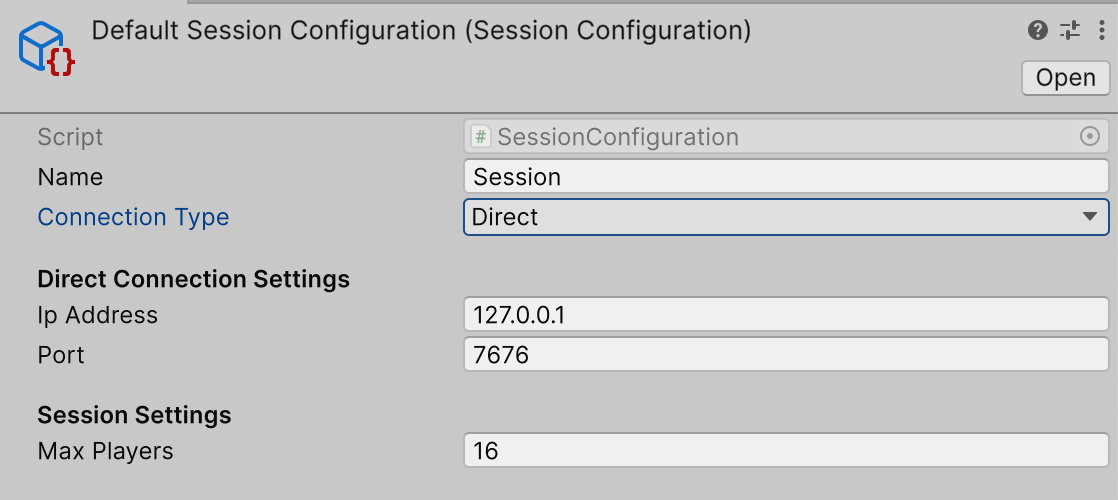 Default Session Configuration (Session Configuration)
Open
Script # SessionConfiguration
Name Session
Connection Type Direct
Direct Connection Settings
Ip Address 127.0.0.1
Port 7676
Session Settings
Max Players 16